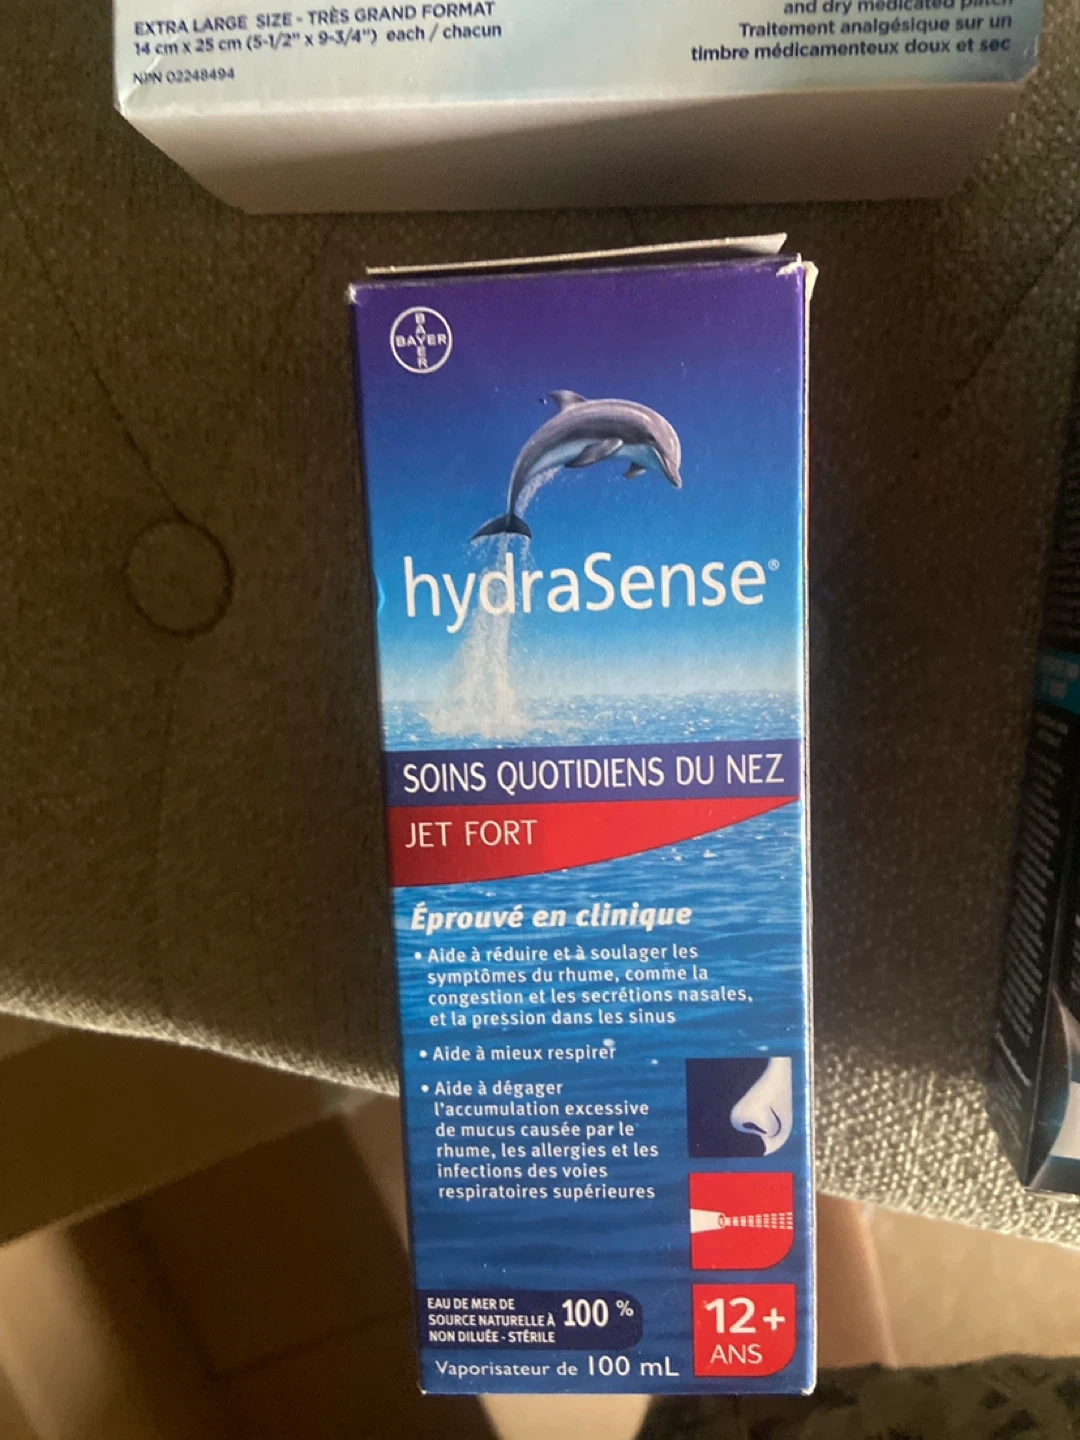 EXTRA LARGE SIZE - TRÈS GRAND FORMAT
14 cm x 25 cm (5-1/2" x 9-3/4") each / chacun
NPN 02248494
and dry medicated patch
Traitement analgésique sur un
timbre médicamenteux doux et sec
BAYER
BAYER
hydraSense®
SOINS QUOTIDIENS DU NEZ
JET FORT
Éprouvé en clinique
• Aide à réduire et à soulager les
symptômes du rhume, comme la
congestion et les secrétions nasales,
et la pression dans les sinus
• Aide à mieux respirer
• Aide à dégager
l'accumulation excessive
de mucus causée par le
rhume, les allergies et les
infections des voies
respiratoires supérieures
EAU DE MER DE
SOURCE NATURELLE À 100 %
NON DILUÉE - STÉRILE
Vaporisateur de 100 mL
12+
ANS